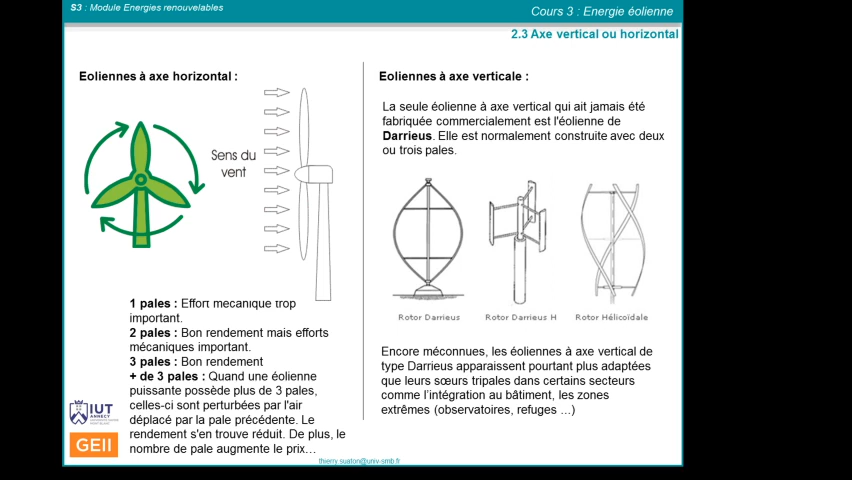 S3 : Module Energies renouvelables
Cours 3 : Energie éolienne
2.3 Axe vertical ou horizontal
Eoliennes à axe horizontal :
Sens du
vent
1 pales : Effort mécanique trop
important.
2 pales : Bon rendement mais efforts
mécaniques important.
3 pales : Bon rendement
+ de 3 pales : Quand une éolienne
puissante possède plus de 3 pales,
celles-ci sont perturbées par l'air
déplacé par la pale précédente. Le
rendement s'en trouve réduit. De plus, le
nombre de pale augmente le prix…
Eoliennes à axe verticale :
La seule éolienne à axe vertical qui ait jamais été
fabriquée commercialement est l'éolienne de
Darrieus. Elle est normalement construite avec deux
ou trois pales.
Rotor Darrieus
Rotor Darrieus H
Rotor Hélicoïdale
Encore méconnues, les éoliennes à axe vertical de
type Darrieus apparaissent pourtant plus adaptées
que leurs sœurs tripales dans certains secteurs
comme l'intégration au bâtiment, les zones
extrêmes (observatoires, refuges ...)
IUT
ANNECY
GEII
thierry.suaton@univ-smb.fr